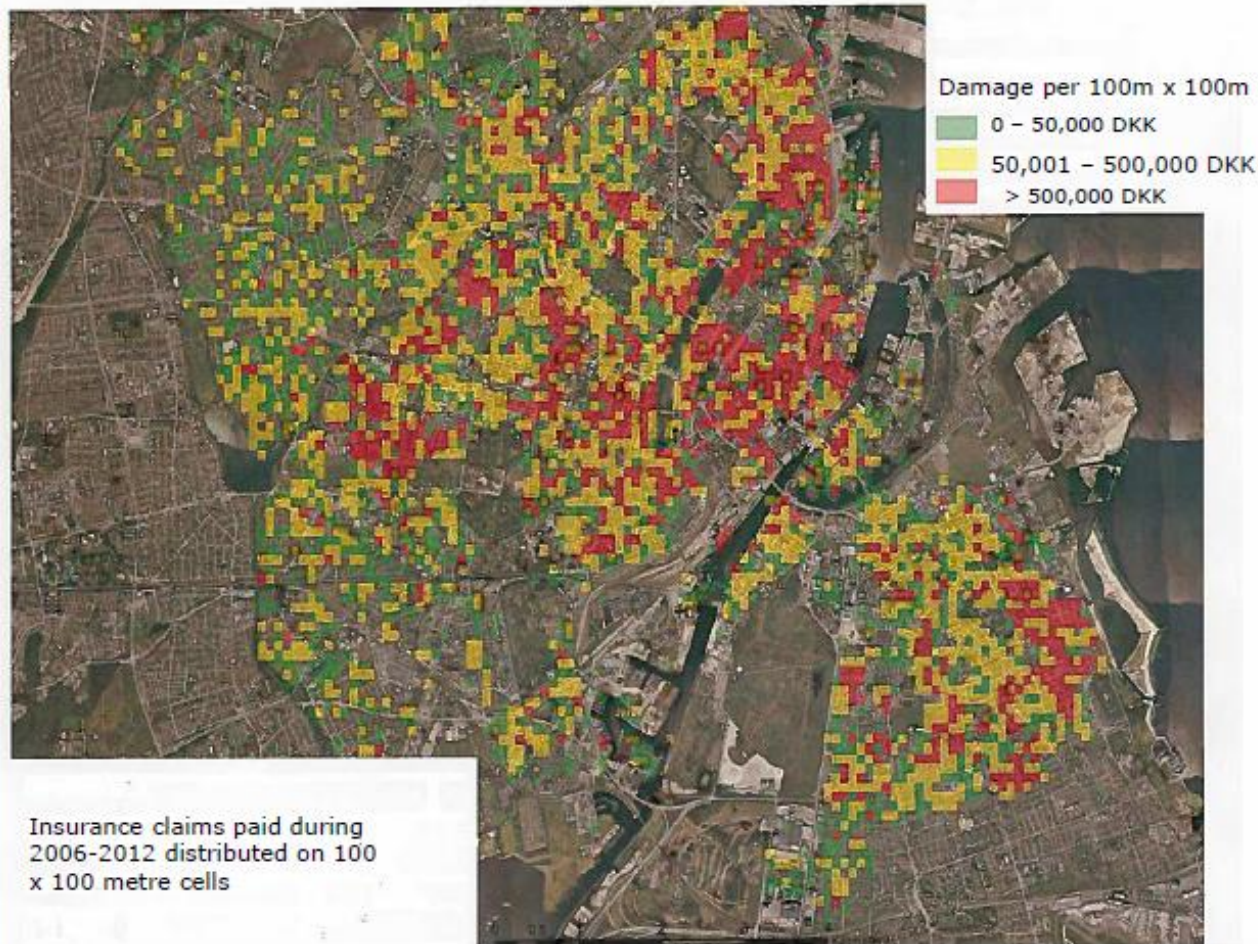 Damage per 100m x 100m
0 – 50,000 DKK
50,001 – 500,000 DKK
> 500,000 DKK
Insurance claims paid during
2006-2012 distributed on 100
x 100 metre cells